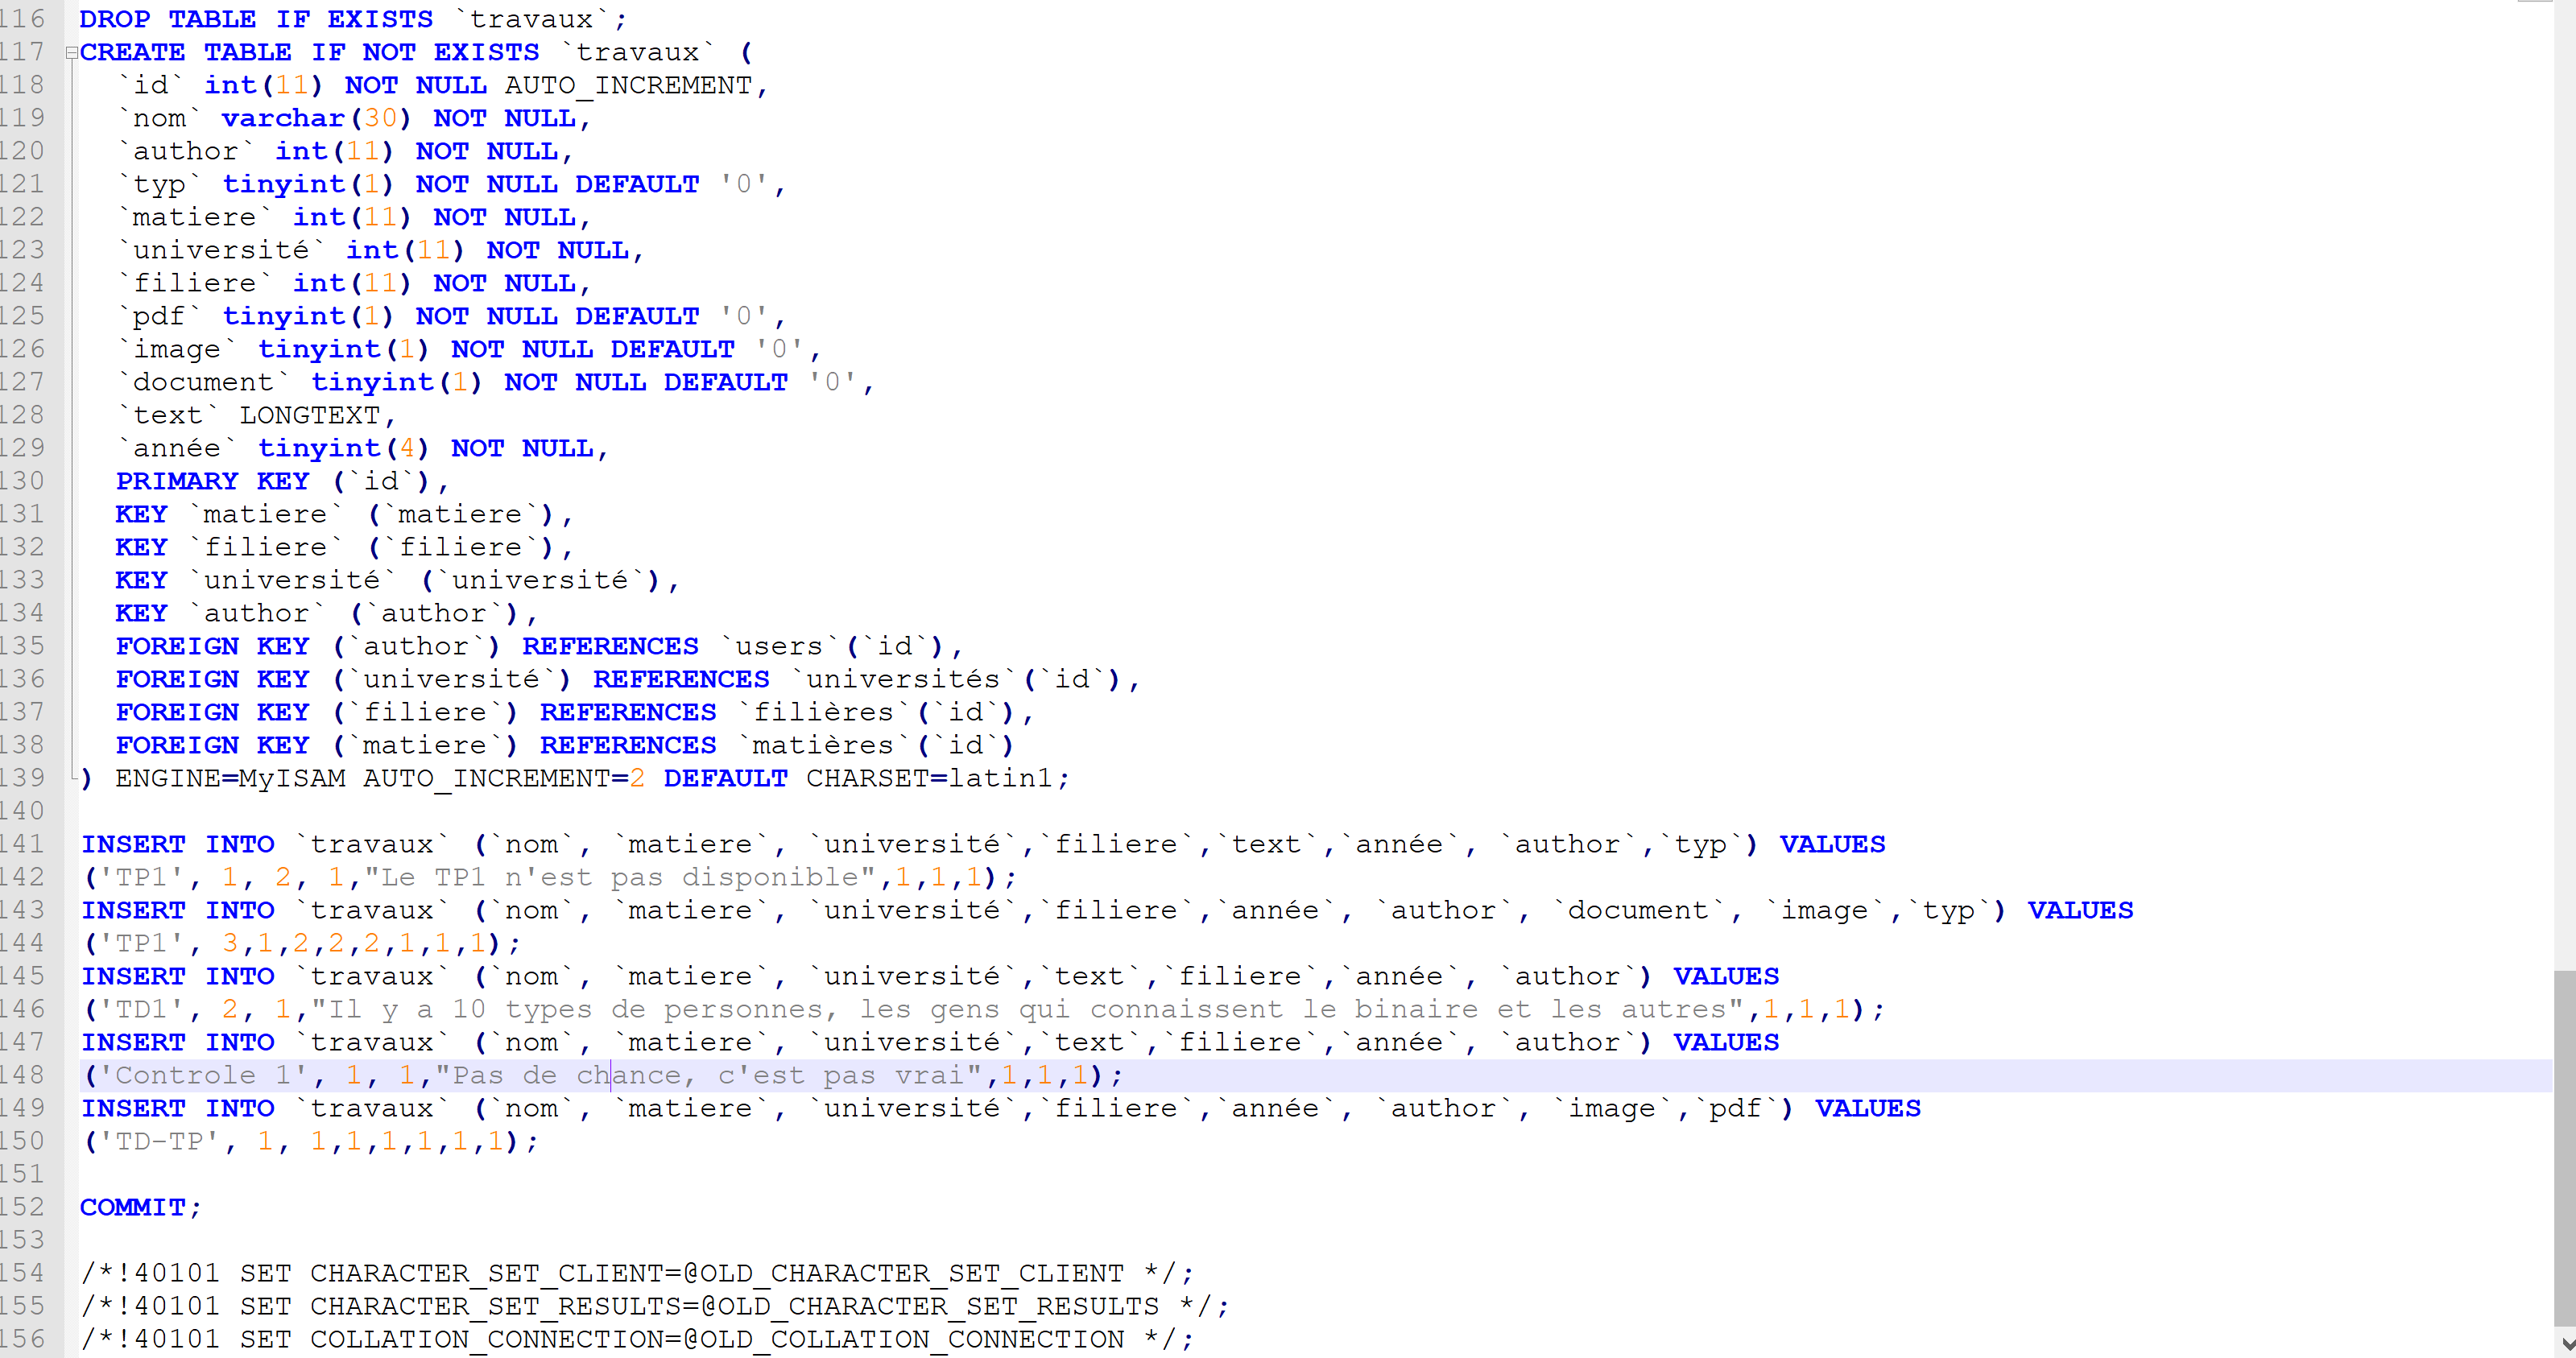 116 DROP TABLE IF EXISTS `travaux`;
117 CREATE TABLE IF NOT EXISTS `travaux` (
118 `id` int(11) NOT NULL AUTO_INCREMENT,
119 `nom` varchar(30) NOT NULL,
120 `author` int(11) NOT NULL,
121 `typ` tinyint(1) NOT NULL DEFAULT '0',
122 `matiere` int(11) NOT NULL,
123 `université` int(11) NOT NULL,
124 `filiere` int(11) NOT NULL,
125 `pdf` tinyint(1) NOT NULL DEFAULT '0',
126 `image` tinyint(1) NOT NULL DEFAULT '0',
127 `document` tinyint(1) NOT NULL DEFAULT '0',
128 `text` LONGTEXT,
129 `année` tinyint(4) NOT NULL,
130 PRIMARY KEY (`id`),
131 KEY `matiere` (`matiere`),
132 KEY `filiere` (`filiere`),
133 KEY `université` (`université`),
134 KEY `author` (`author`),
135 FOREIGN KEY (`author`) REFERENCES `users`(`id`),
136 FOREIGN KEY (`université`) REFERENCES `universités`(`id`),
137 FOREIGN KEY (`filiere`) REFERENCES `filières`(`id`),
138 FOREIGN KEY (`matiere`) REFERENCES `matières`(`id`)
139 ) ENGINE=MyISAM AUTO_INCREMENT=2 DEFAULT CHARSET=latin1;
140
141 INSERT INTO `travaux` (`nom`, `matiere`, `université`,`filiere`,`text`,`année`, `author`,`typ`) VALUES
142 ('TP1', 1, 2, 1,"Le TP1 n'est pas disponible",1,1,1);
143 INSERT INTO `travaux` (`nom`, `matiere`, `université`,`filiere`,`année`, `author`, `document`, `image`,`typ`) VALUES
144 ('TP1', 3,1,2,2,2,1,1,1);
145 INSERT INTO `travaux` (`nom`, `matiere`, `université`,`text`,`filiere`,`année`, `author`) VALUES
146 ('TD1', 2, 1,"Il y a 10 types de personnes, les gens qui connaissent le binaire et les autres",1,1,1);
147 INSERT INTO `travaux` (`nom`, `matiere`, `université`,`text`,`filiere`,`année`, `author`) VALUES
148 ('Controle 1', 1, 1,"Pas de chance, c'est pas vrai",1,1,1);
149 INSERT INTO `travaux` (`nom`, `matiere`, `université`,`filiere`,`année`, `author`, `image`,`pdf`) VALUES
150 ('TD-TP', 1, 1,1,1,1,1,1);
151
152 COMMIT;
153
154 /*!40101 SET CHARACTER_SET_CLIENT=@OLD_CHARACTER_SET_CLIENT */;
155 /*!40101 SET CHARACTER_SET_RESULTS=@OLD_CHARACTER_SET_RESULTS */;
156 /*!40101 SET COLLATION_CONNECTION=@OLD_COLLATION_CONNECTION */;